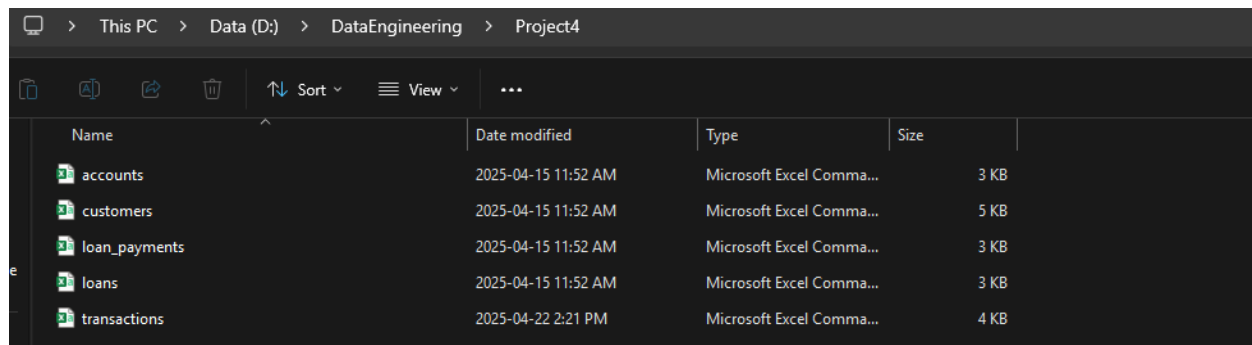 This PC > Data (D:) > DataEngineering > Project4
Sort View
Name Date modified Type Size
accounts 2025-04-15 11:52 AM Microsoft Excel Comma... 3 KB
customers 2025-04-15 11:52 AM Microsoft Excel Comma... 5 KB
loan_payments 2025-04-15 11:52 AM Microsoft Excel Comma... 3 KB
e
loans 2025-04-15 11:52 AM Microsoft Excel Comma... 3 KB
transactions 2025-04-22 2:21 PM Microsoft Excel Comma... 4 KB